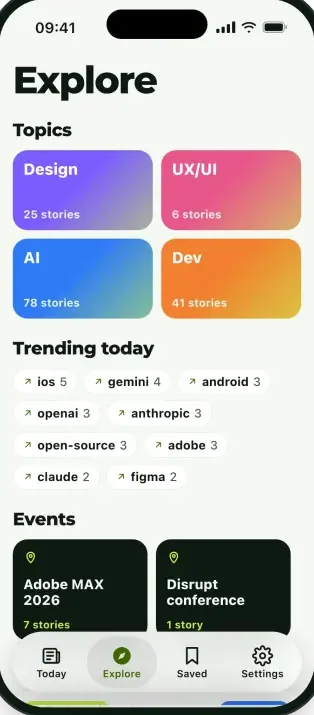 09:41
Explore
Topics
Design
25 stories
UX/UI
6 stories
AI
78 stories
Dev
41 stories
Trending today
ios 5
gemini 4
android 3
openai 3
anthropic 3
open-source 3
adobe 3
claude 2
figma 2
Events
Adobe MAX
2026
7 stories
Disrupt
conference
1 story
Today
Explore
Saved
Settings